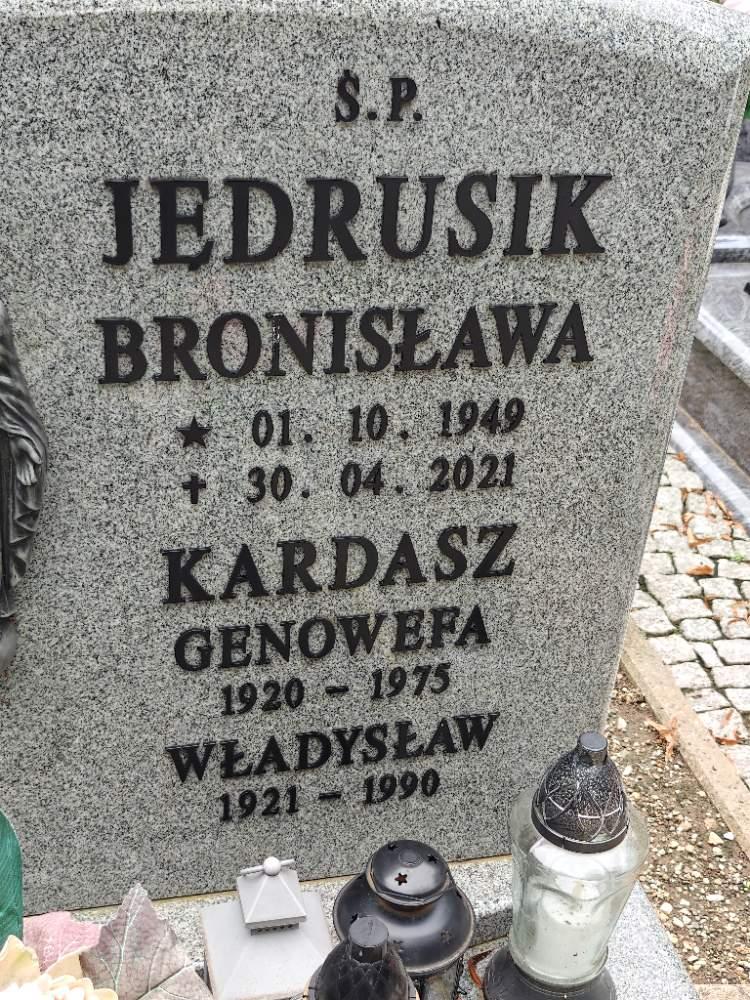 Ś.P.
JĘDRUSIK
BRONISŁAWA
★ 01. 10. 1949
✝ 30. 04. 2021
KARDASZ
GENOWEFA
1920 – 1975
WŁADYSŁAW
1921 – 1990